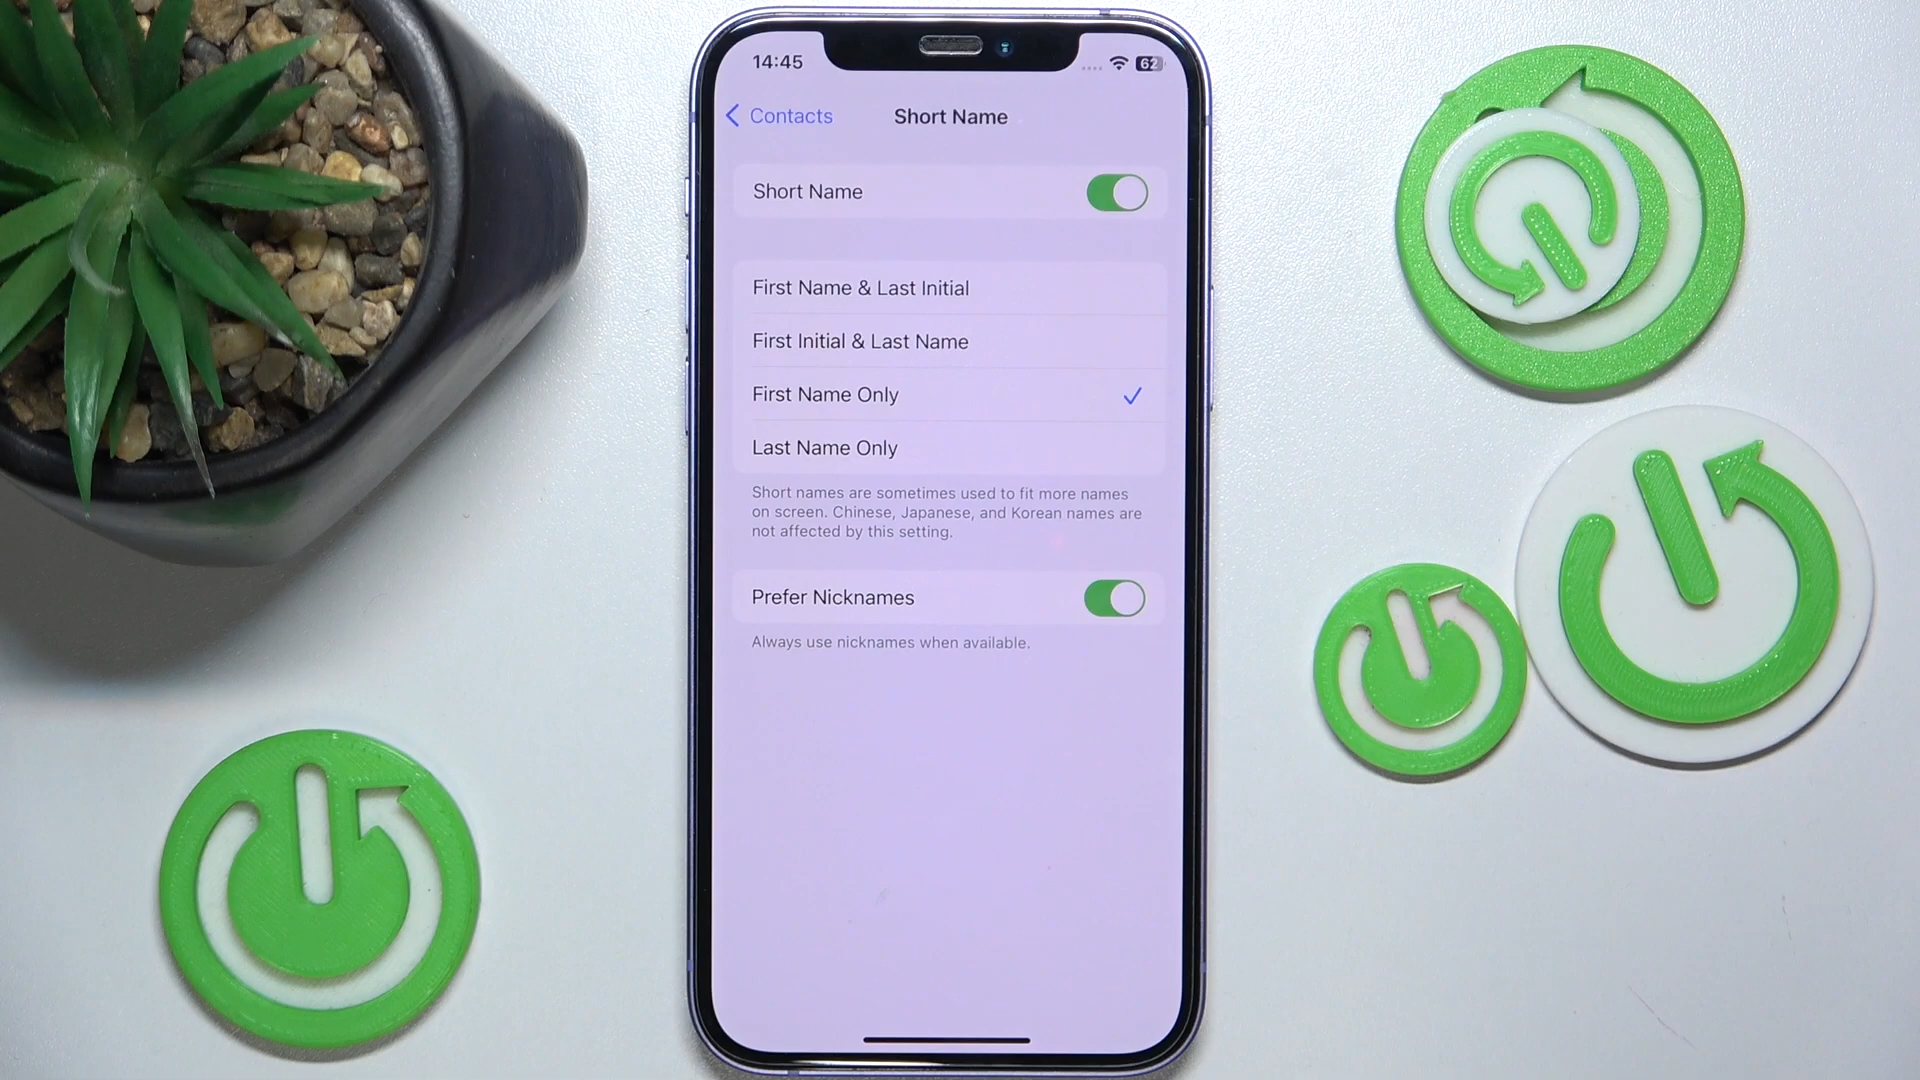 14:45
62
Contacts
Short Name
Short Name
First Name & Last Initial
First Initial & Last Name
First Name Only
Last Name Only
Short names are sometimes used to fit more names
on screen. Chinese, Japanese, and Korean names are
not affected by this setting.
Prefer Nicknames
Always use nicknames when available.